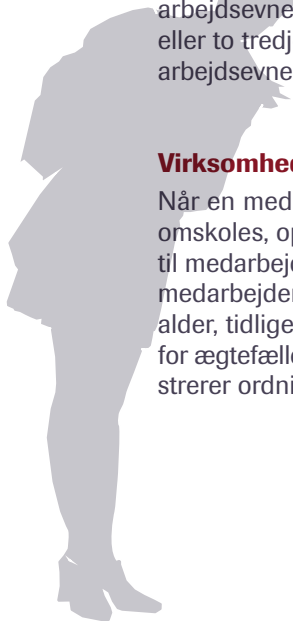 arbejdsevne
eller to tredj
arbejdsevne
Virksomhed
Når en med
omskoles, op
til medarbejd
medarbejder
alder, tidlige
for ægtefælle
strerer ordni